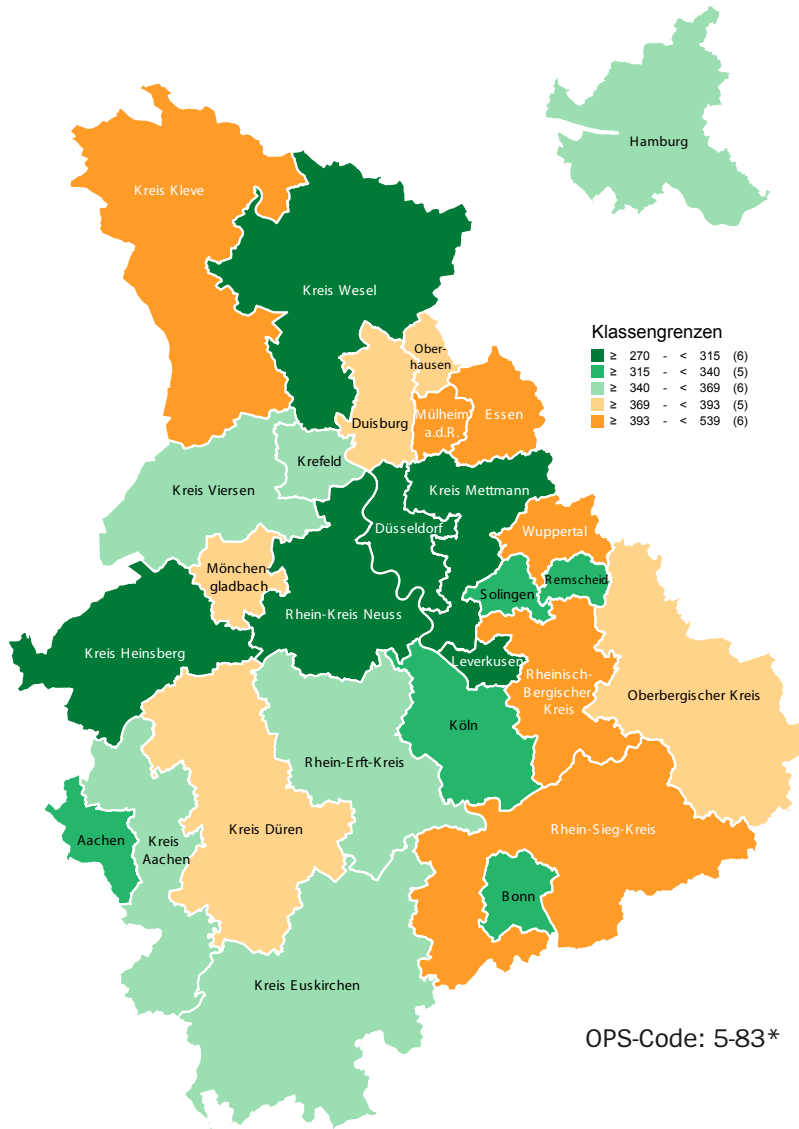 Hamburg
Kreis Kleve
Kreis Wesel
Klassengrenzen
≥ 270 - < 315 (6)
≥ 315 - < 340 (5)
≥ 340 - < 369 (6)
≥ 369 - < 393 (5)
≥ 393 - < 539 (6)
Ober-
hausen
Duisburg
Mülheim
a.d.R.
Essen
Krefeld
Kreis Viersen
Kreis Mettmann
Düsseldorf
Wuppertal
Mönchen-
gladbach
Remscheid
Solingen
Rhein-Kreis Neuss
Kreis Heinsberg
Leverkusen
Rheinisch-
Bergischer
Kreis
Oberbergischer Kreis
Köln
Rhein-Erft-Kreis
Kreis Düren
Rhein-Sieg-Kreis
Aachen
Kreis
Aachen
Bonn
Kreis Euskirchen
OPS-Code: 5-83*